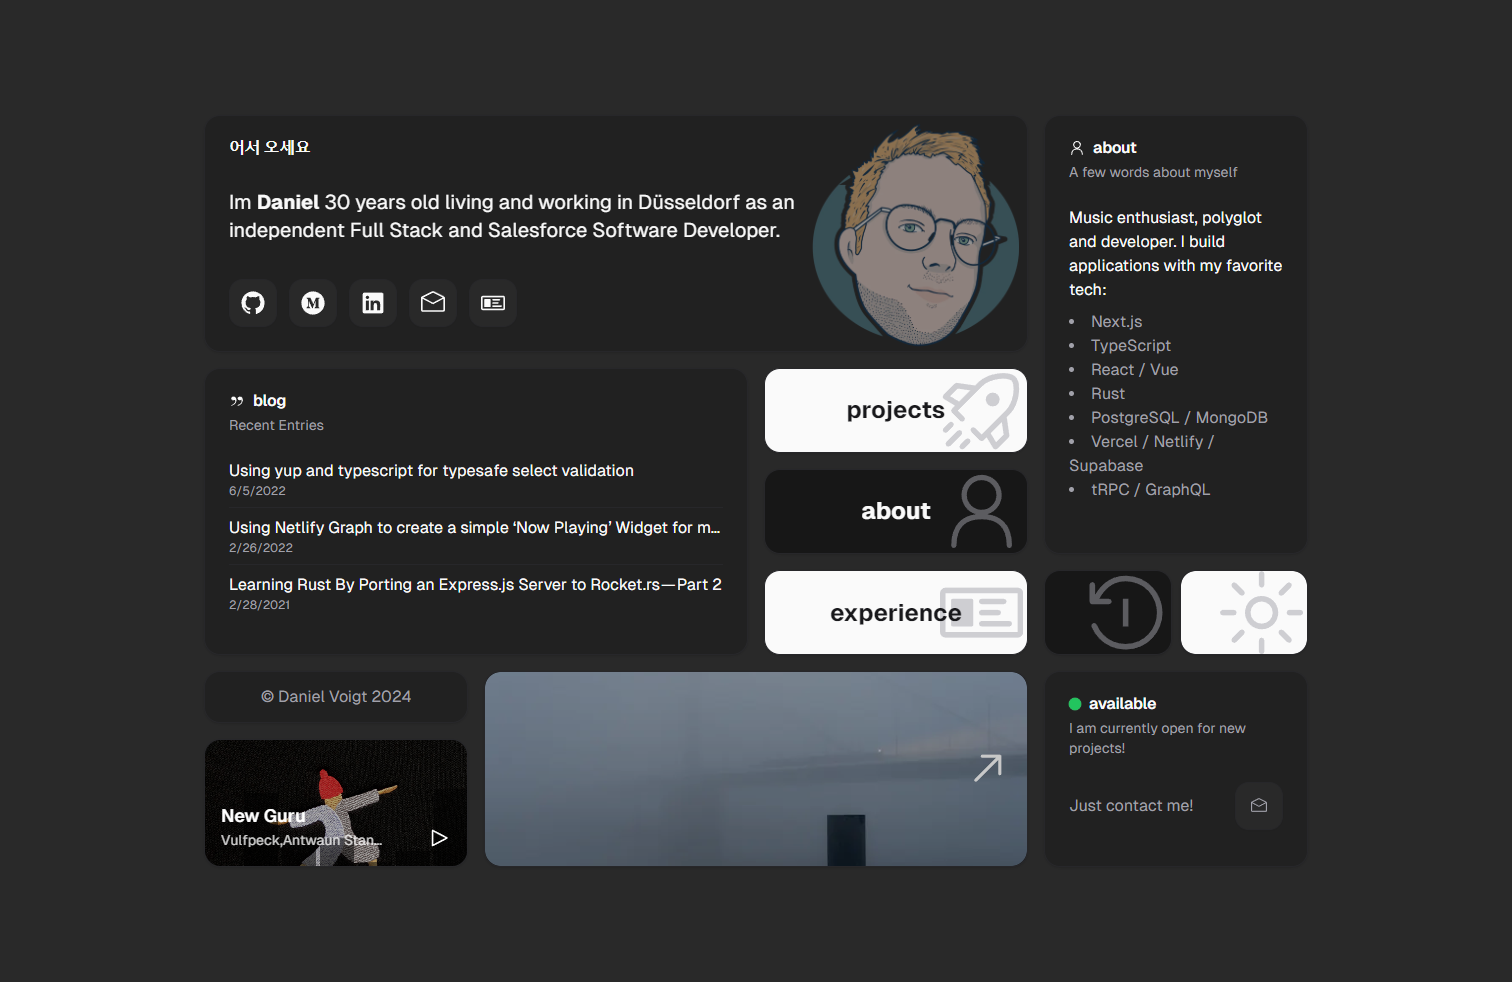 어서 오세요
Im Daniel 30 years old living and working in Düsseldorf as an
independent Full Stack and Salesforce Software Developer.
M
in
about
A few words about myself
Music enthusiast, polyglot
and developer. I build
applications with my favorite
tech:
• Next.js
• TypeScript
• React / Vue
• Rust
• PostgreSQL / MongoDB
• Vercel / Netlify /
Supabase
• tRPC / GraphQL
blog
Recent Entries
Using yup and typescript for typesafe select validation
6/5/2022
Using Netlify Graph to create a simple ‘Now Playing’ Widget for m...
2/26/2022
Learning Rust By Porting an Express.js Server to Rocket.rs — Part 2
2/28/2021
projects
about
experience
© Daniel Voigt 2024
New Guru
Vulfpeck,Antwaun Stan...
available
I am currently open for new
projects!
Just contact me!